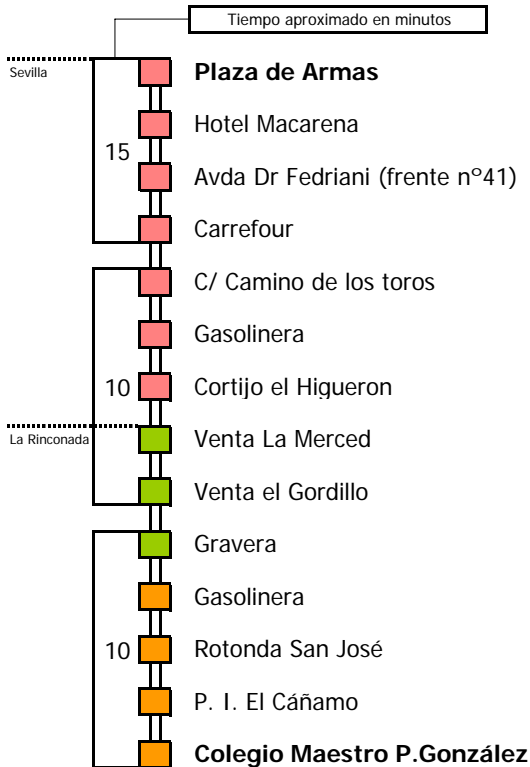 Tiempo aproximado en minutos
Sevilla
Plaza de Armas
Hotel Macarena
15
Avda Dr Fedriani (frente nº41)
Carrefour
C/ Camino de los toros
Gasolinera
10
Cortijo el Higueron
La Rinconada
Venta La Merced
Venta el Gordillo
Gravera
Gasolinera
10
Rotonda San José
P. I. El Cáñamo
Colegio Maestro P.González